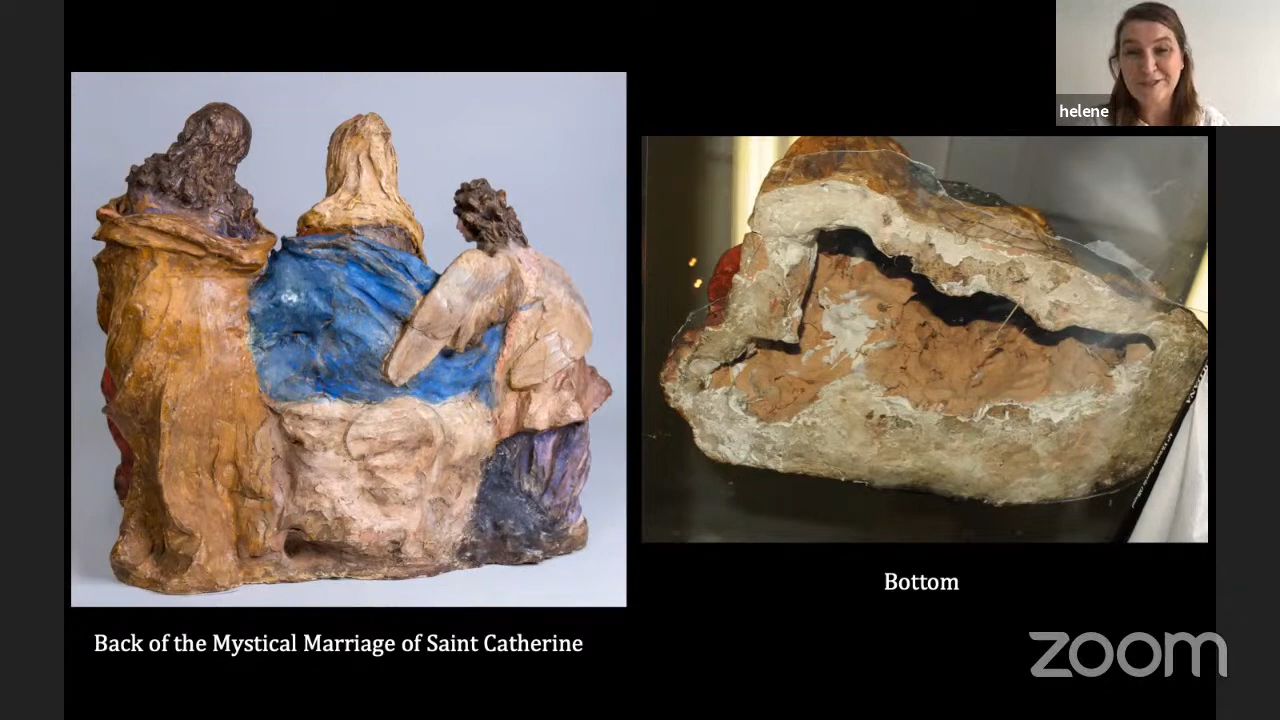 helene
Bottom
Back of the Mystical Marriage of Saint Catherine
zoom